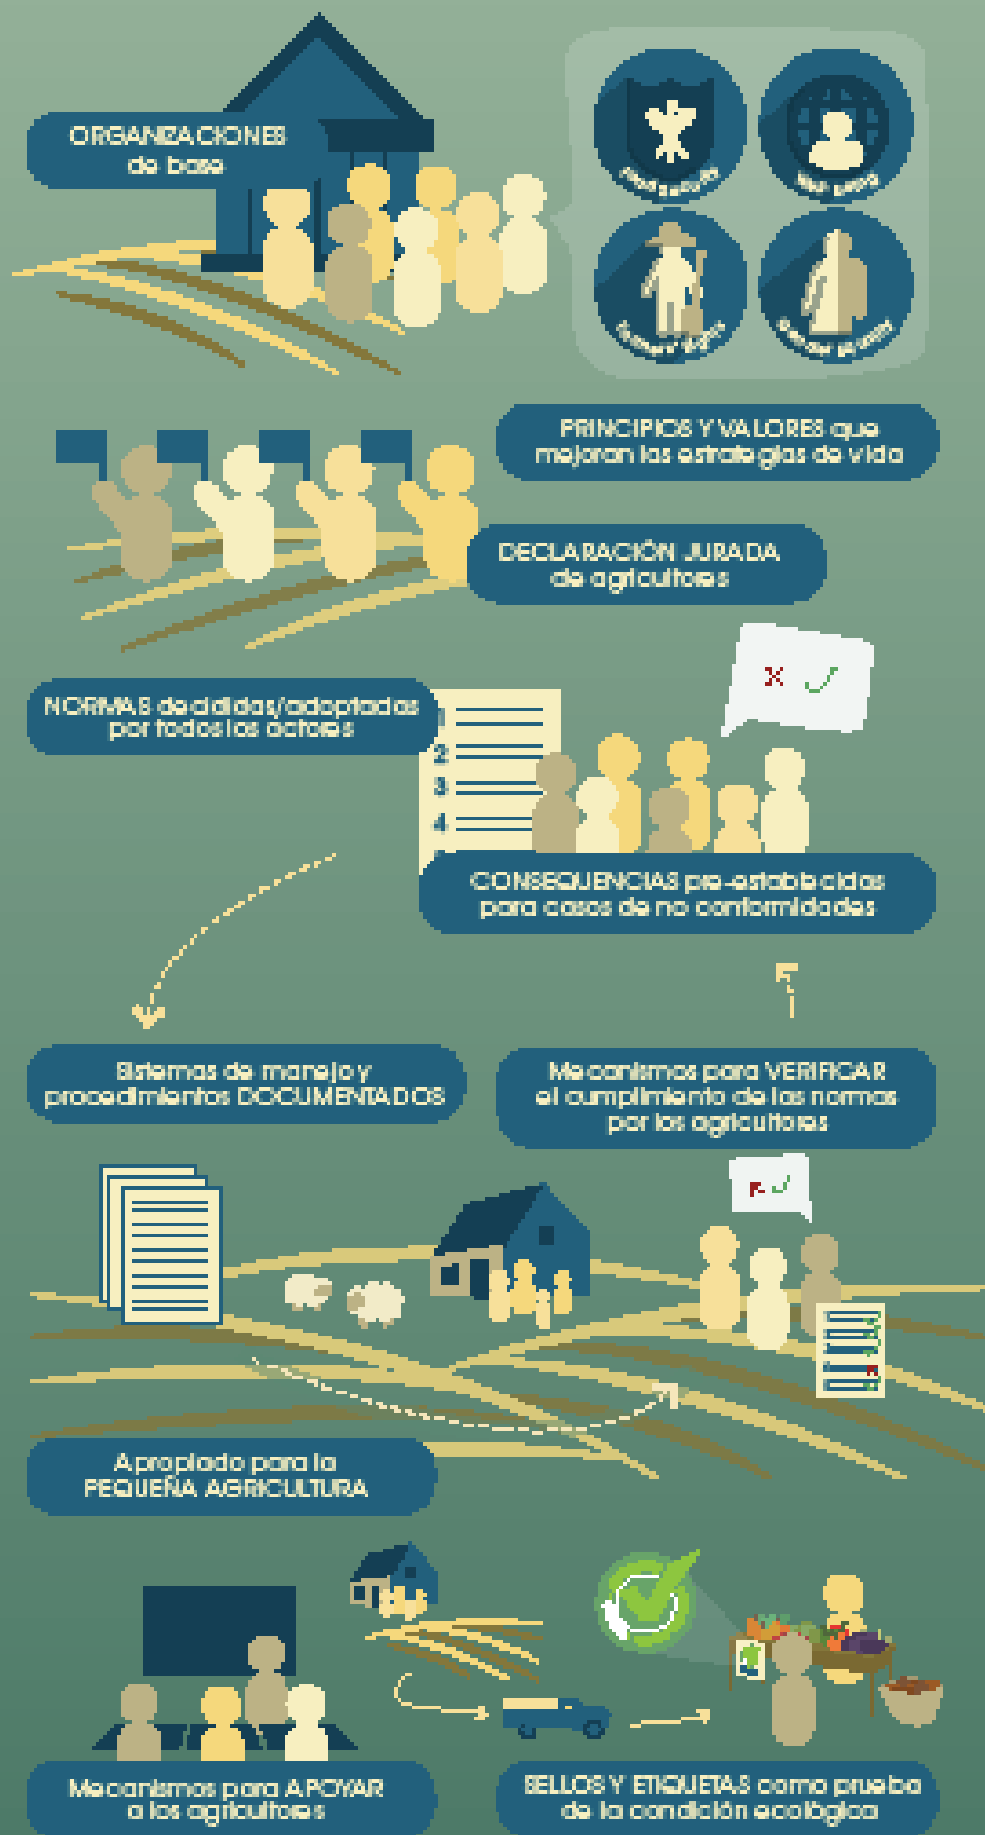 ORGANIZACIONES
de base
PRINCIPIOS Y VALORES que
mejoran las estrategias de vida
DECLARACIÓN JURADA
de agricultores
NORMAS decididas/adoptadas
por todos los actores
1
2
3
4
CONSEQUENCIAS pre-establecidas
para casos de no conformidades
Sistemas de manejo y
procedimientos DOCUMENTADOS
Mecanismos para VERIFICAR
el cumplimiento de las normas
por los agricultores
Apropiado para la
PEQUEÑA AGRICULTURA
Mecanismos para APOYAR
a los agricultores
SELLOS Y ETIQUETAS como prueba
de la condición ecológica